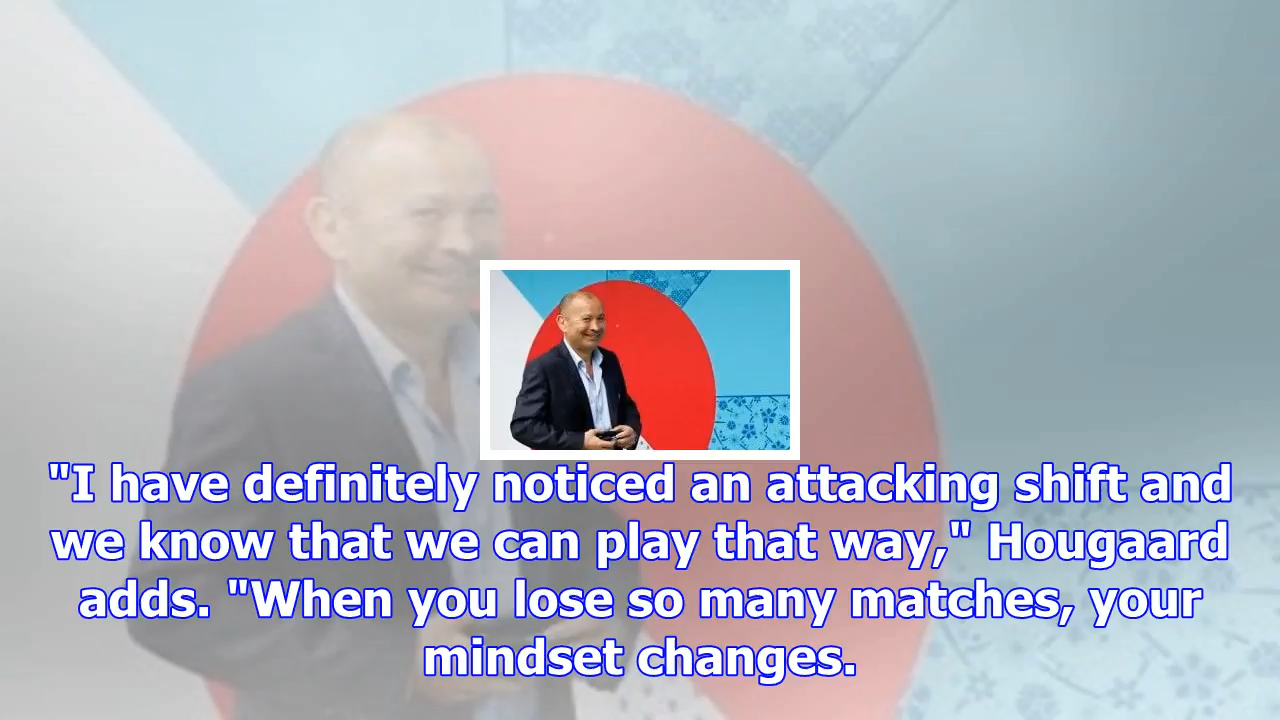 "I have definitely noticed an attacking shift and
we know that we can play that way," Hougaard
adds. "When you lose so many matches, your
mindset changes.